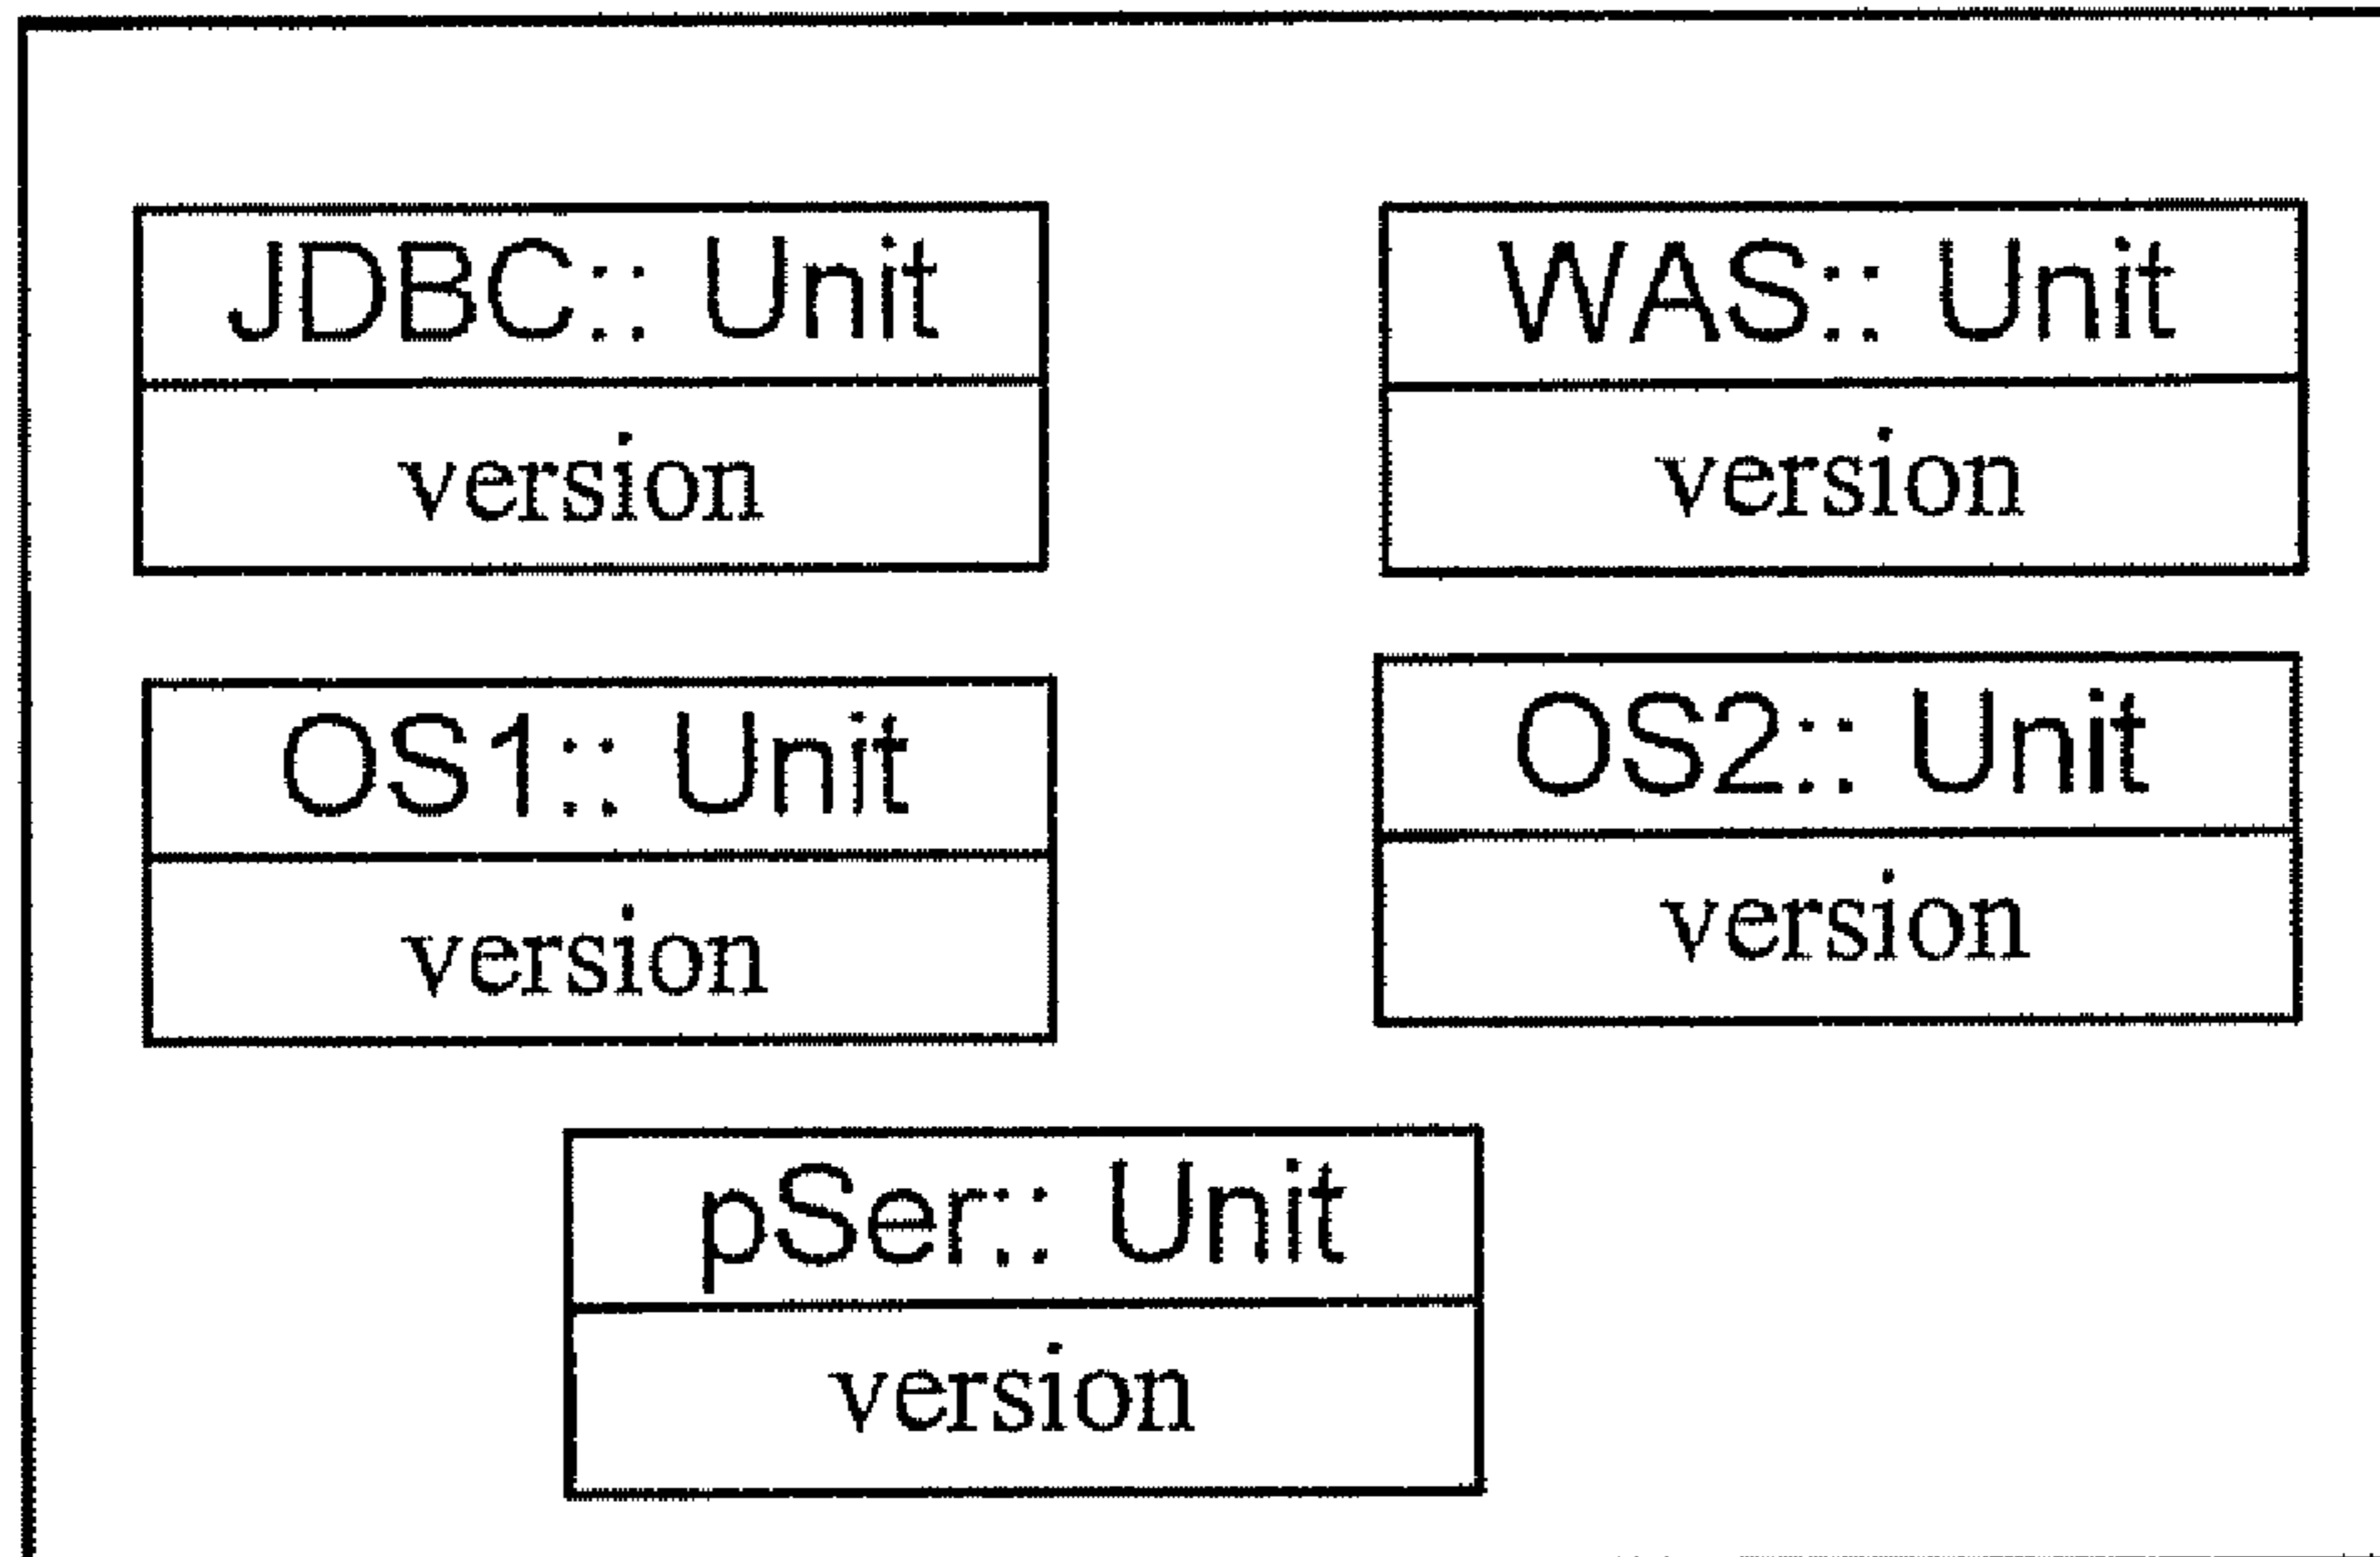 JDBC:: Unit
version
WAS:: Unit
version
OS1:: Unit
version
OS2:: Unit
version
pSer:: Unit
version